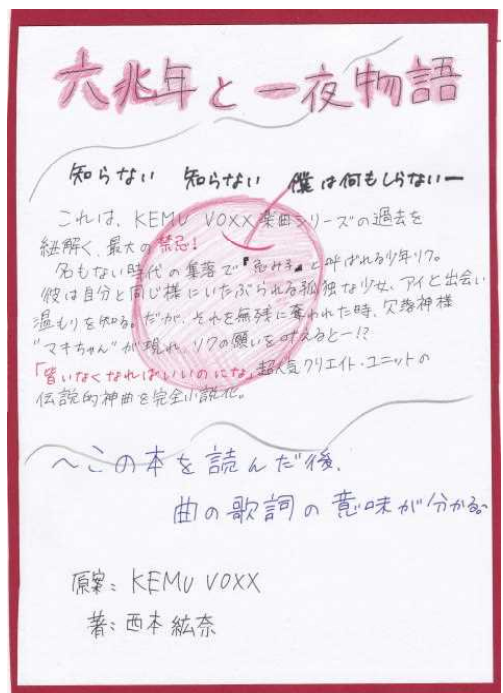 六兆年と一夜物語
知らない 知らない 僕は何もしらないー
これは、KEMU VOXX楽曲シリーズの過去を
紐解く、最大の禁忌!
名もない時代の集落で『忌み子』と呼ばれる少年リク。
彼は自分と同じ様にいたぶられる孤独な少女、アイと出会い
温もりを知る。だが、それを無残に奪われた時、欠落神様
"マキちゃん"が現れ、リクの願いを叶えると―!?
「皆いなくなればいいのにな」超人気クリエイト・ユニットの
伝説的神曲を完全小説化。
〜この本を読んだ後、
曲の歌詞の意味が分かる。
原案: KEMU VOXX
著: 西本紘奈